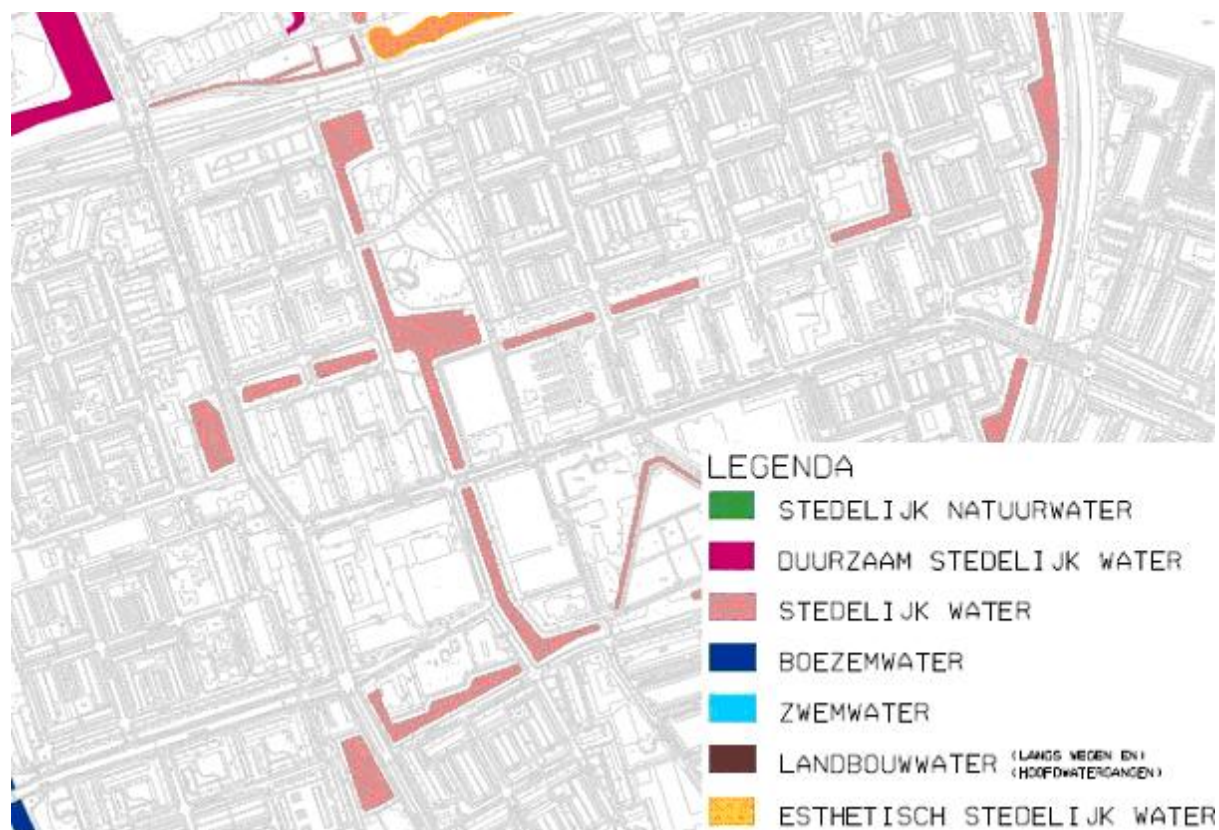 LEGENDA
STEDELIJK NATUURWATER
DUURZAAM STEDELIJK WATER
STEDELIJK WATER
BOEZEMWATER
ZWEMWATER
LANDBOUWWATER (LANGS WEGEN EN)
(HOOFDWATERGANGEN)
ESTHETISCH STEDELIJK WATER